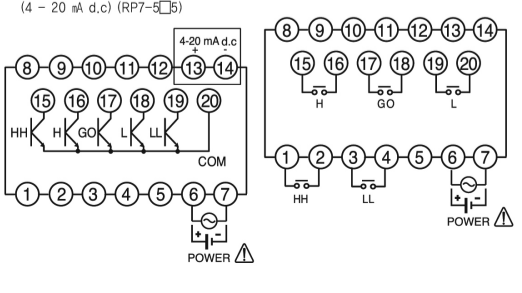 (4 – 20 mA d.c) (RP7-5□5)
4-20 mA d.c
+ -
8 9 10 11 12 13 14
15 16 17 18 19 20
HH H GO L LL
COM
1 2 3 4 5 6 7
+ -
POWER
8 9 10 11 12 13 14
15 16 17 18 19 20
H GO L
1 2 3 4 5 6 7
HH LL
+ -
POWER